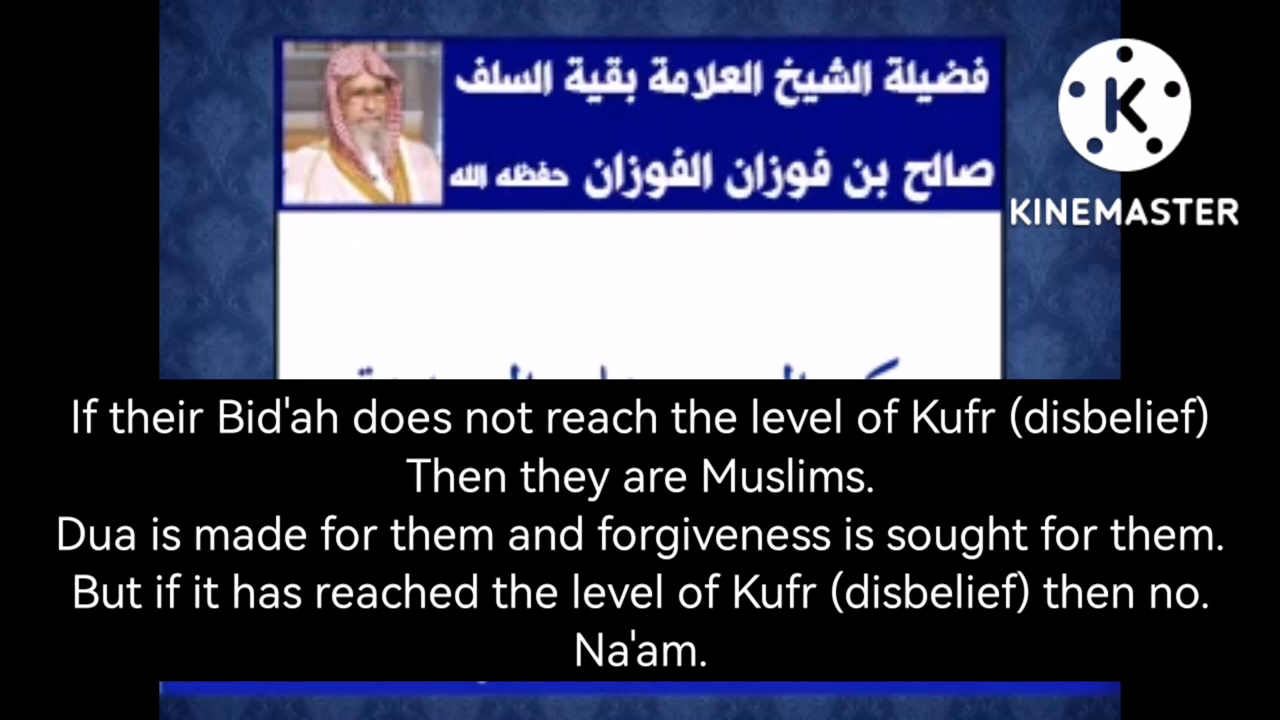 فضيلة الشيخ العلامة بقية السلف
صالح بن فوزان الفوزان حفظه الله
KINEMASTER
If their Bid'ah does not reach the level of Kufr (disbelief)
Then they are Muslims.
Dua is made for them and forgiveness is sought for them.
But if it has reached the level of Kufr (disbelief) then no.
Na'am.